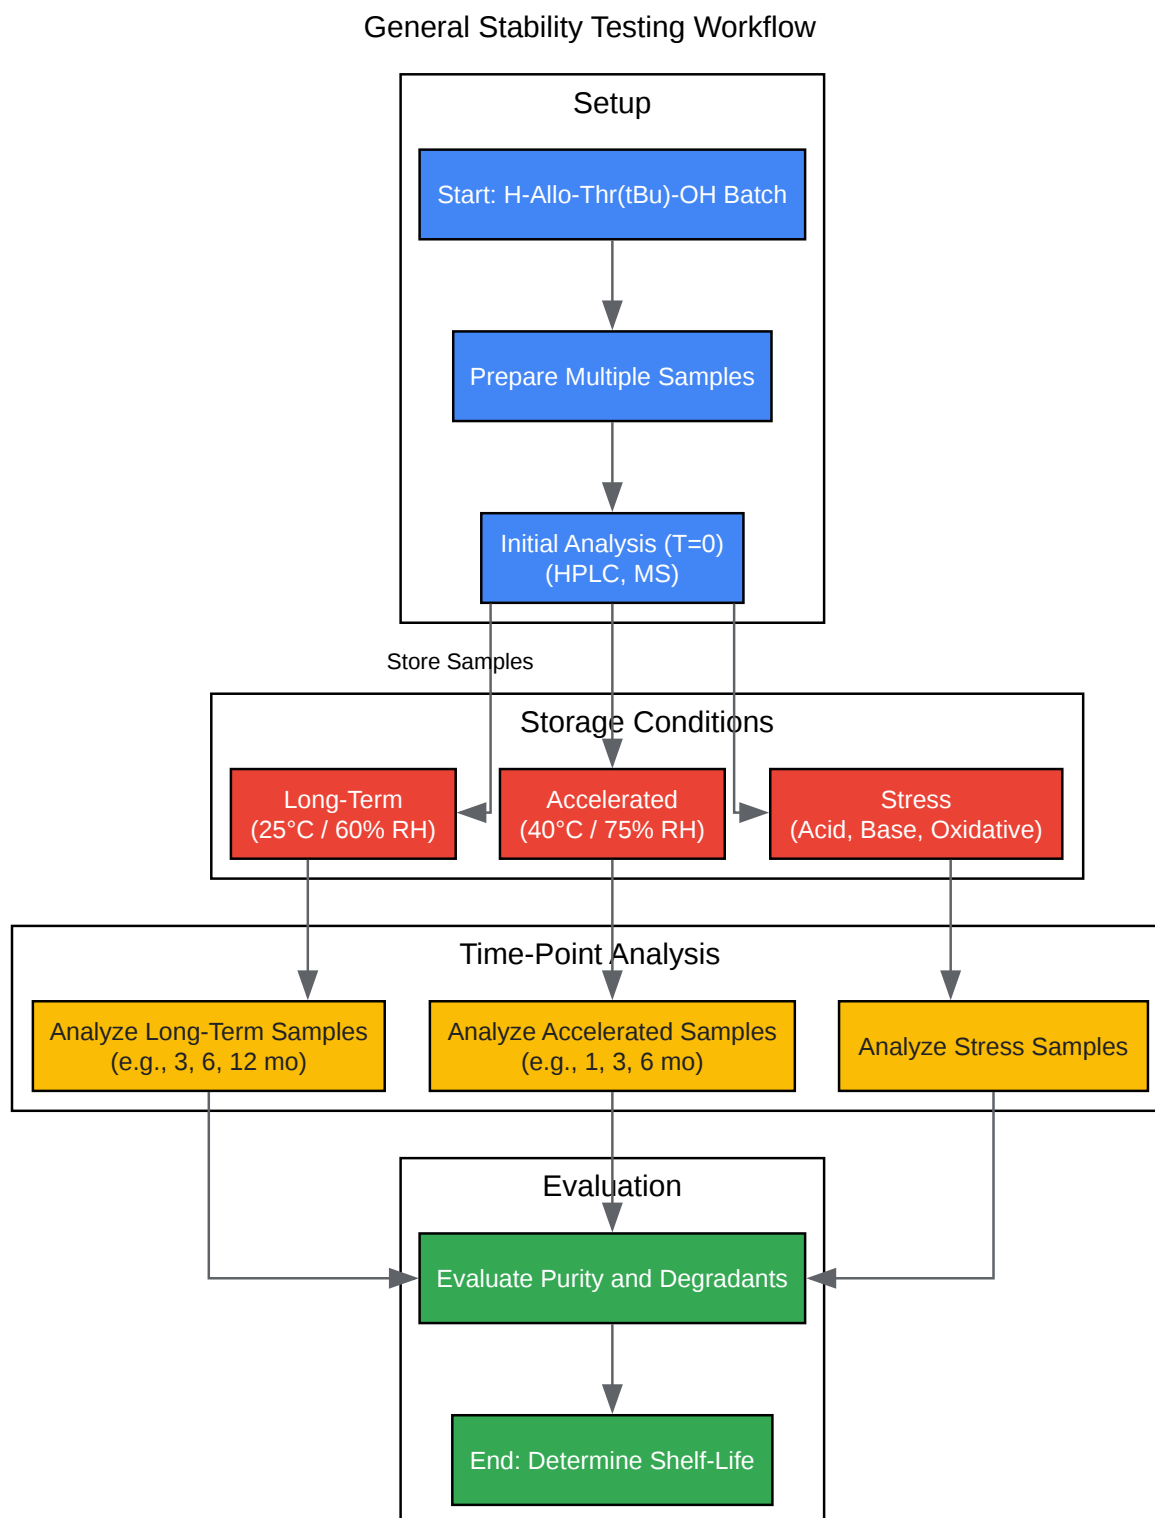 General Stability Testing Workflow
Setup
Start: H-Allo-Thr(tBu)-OH Batch
Prepare Multiple Samples
Initial Analysis (T=0)
(HPLC, MS)
Store Samples
Storage Conditions
Long-Term
(25°C / 60% RH)
Accelerated
(40°C / 75% RH)
Stress
(Acid, Base, Oxidative)
Time-Point Analysis
Analyze Long-Term Samples
(e.g., 3, 6, 12 mo)
Analyze Accelerated Samples
(e.g., 1, 3, 6 mo)
Analyze Stress Samples
Evaluation
Evaluate Purity and Degradants
End: Determine Shelf-Life